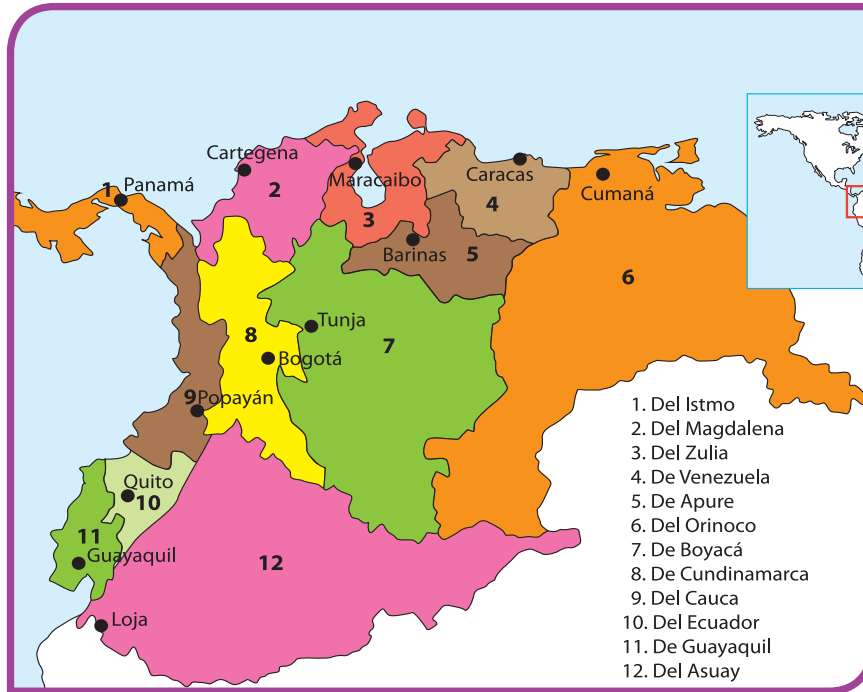 Cartegena
1 Panamá
2
Maracaibo
3
Caracas
4
Cumaná
Barinas
5
6
Tunja
7
8
Bogotá
9 Popayán
Quito
10
11
Guayaquil
12
Loja
1. Del Istmo
2. Del Magdalena
3. Del Zulia
4. De Venezuela
5. De Apure
6. Del Orinoco
7. De Boyacá
8. De Cundinamarca
9. Del Cauca
10. Del Ecuador
11. De Guayaquil
12. Del Asuay